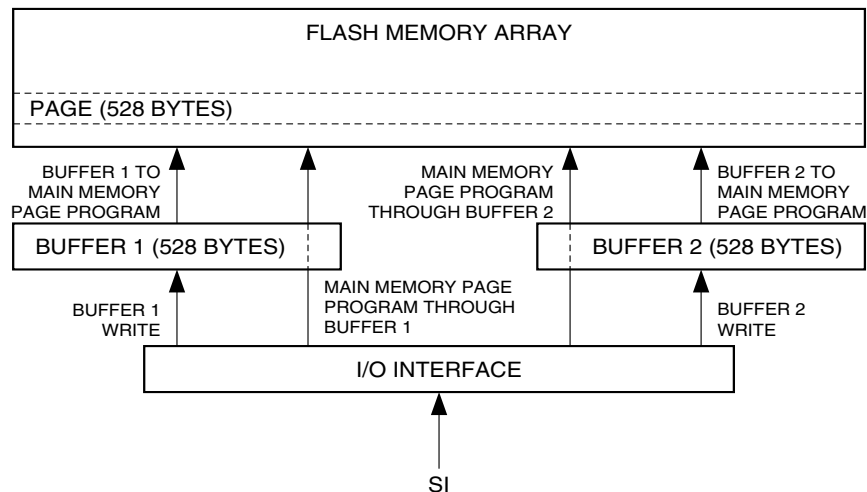 FLASH MEMORY ARRAY
PAGE (528 BYTES)
BUFFER 1 TO
MAIN MEMORY
PAGE PROGRAM
MAIN MEMORY
PAGE PROGRAM
THROUGH BUFFER 2
BUFFER 2 TO
MAIN MEMORY
PAGE PROGRAM
BUFFER 1 (528 BYTES)
BUFFER 2 (528 BYTES)
BUFFER 1
WRITE
MAIN MEMORY PAGE
PROGRAM THROUGH
BUFFER 1
BUFFER 2
WRITE
I/O INTERFACE
SI